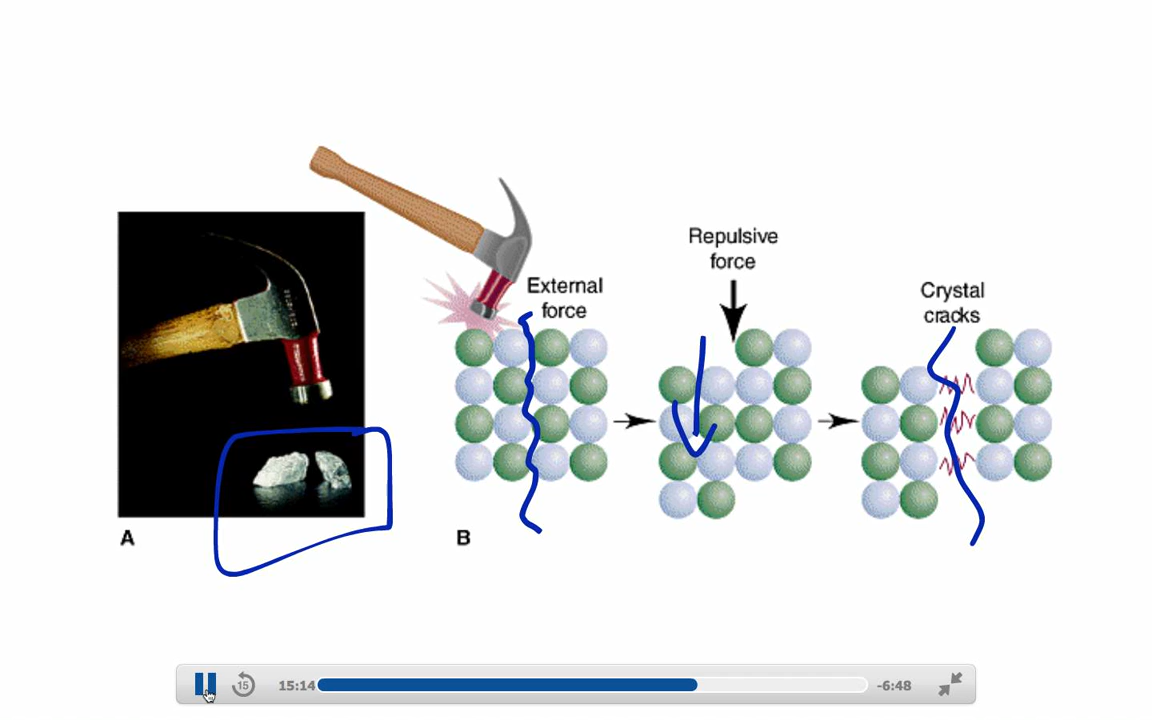 External
force
Repulsive
force
Crystal
cracks
A
B
15
15:14
-6:48